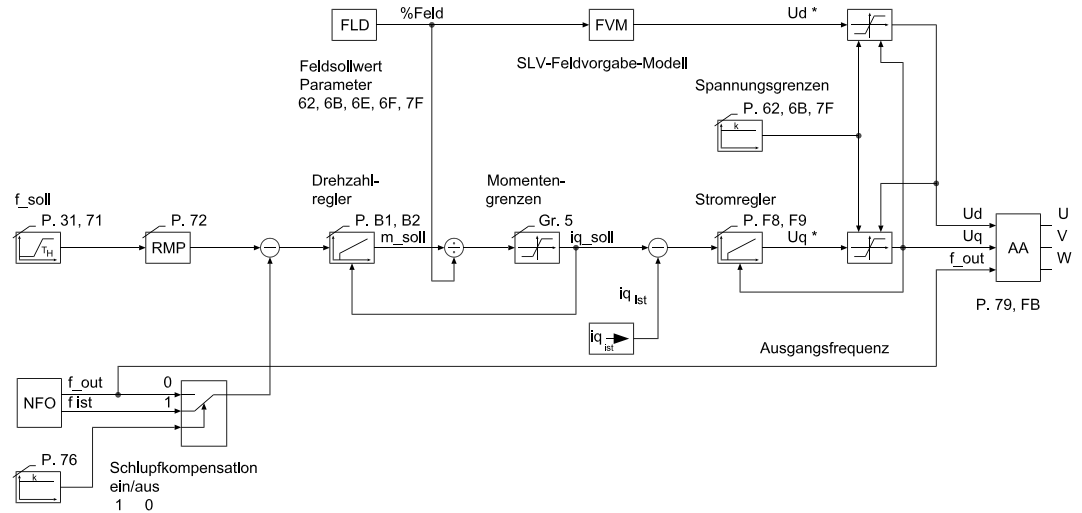 %Feld
Ud *
FLD
FVM
Feldsollwert
Parameter
62, 6B, 6E, 6F, 7F
SLV-Feldvorgabe-Modell
Spannungsgrenzen
P. 62, 6B, 7F
k
Drehzahl-
regler
Momenten-
grenzen
Stromregler
f_soll
P. 31, 71
P. 72
P. B1, B2
Gr. 5
P. F8, F9
m_soll
iq_soll
Uq *
TH
RMP
Ud
Uq
f_out
AA
U
V
W
P. 79, FB
iq Ist
iq ist
Ausgangsfrequenz
NFO
f_out
0
f ist
1
P. 76
k
Schlupfkompensation
ein/aus
1 0